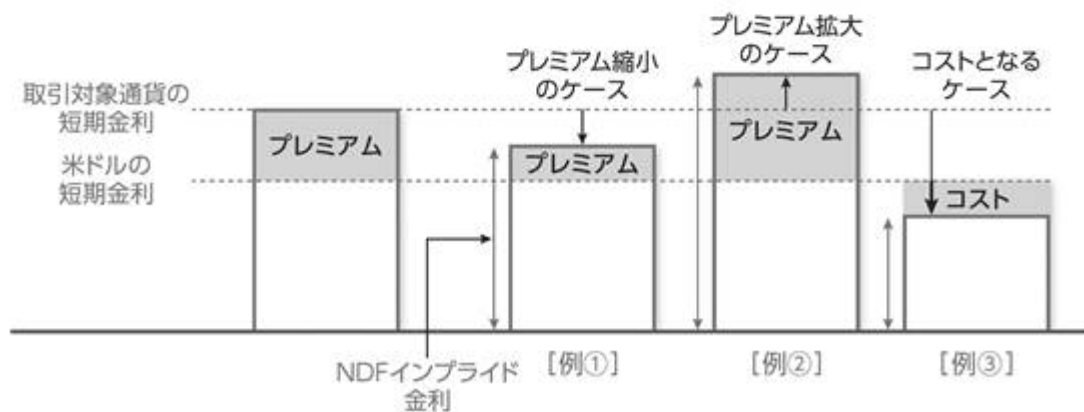 取引対象通貨の
短期金利
米ドルの
短期金利
プレミアム
プレミアム縮小
のケース
プレミアム
プレミアム拡大
のケース
プレミアム
コストとなる
ケース
コスト
NDFインプライド
金利
[例①]
[例②]
[例③]